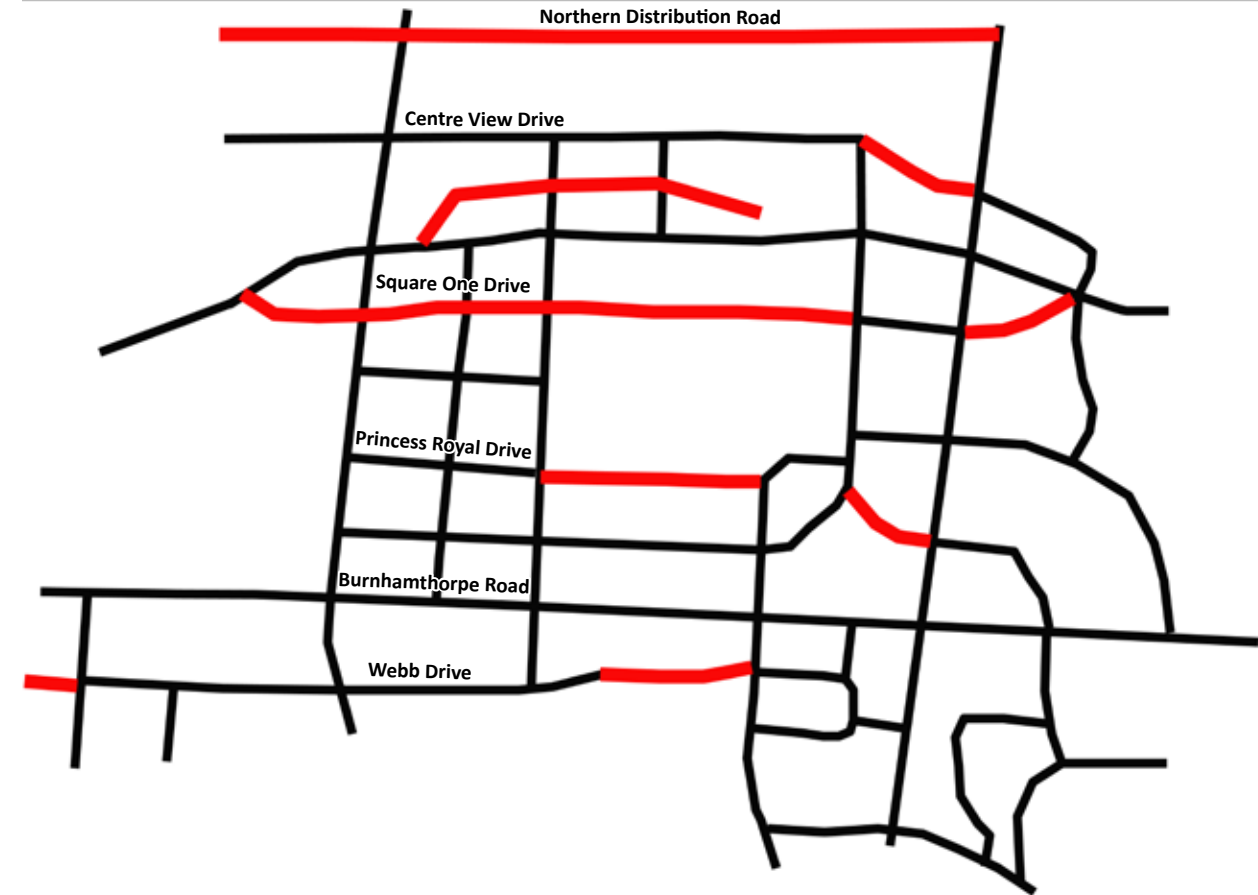 Northern Distribution Road
Centre View Drive
Square One Drive
Princess Royal Drive
Burnhamthorpe Road
Webb Drive